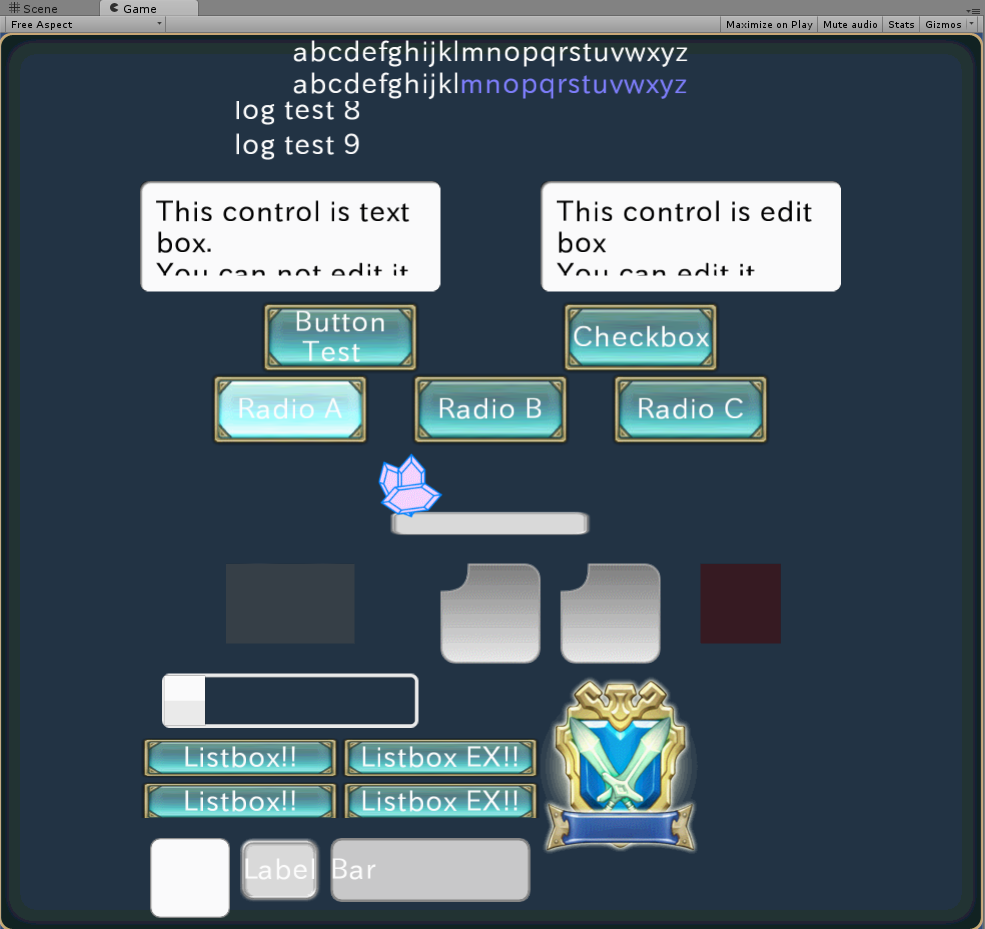 Scene Game
Free Aspect Maximize on Play Mute audio Stats Gizmos
abcdefghijklmnopqrstuvwxyz
abcdefghijklmnopqrstuvwxyz
log test 8
log test 9
This control is text
box.
You can not edit it
This control is edit
box
You can edit it
Button
Test
Checkbox
Radio A Radio B Radio C
Listbox!! Listbox EX!!
Listbox!! Listbox EX!!
Label Bar